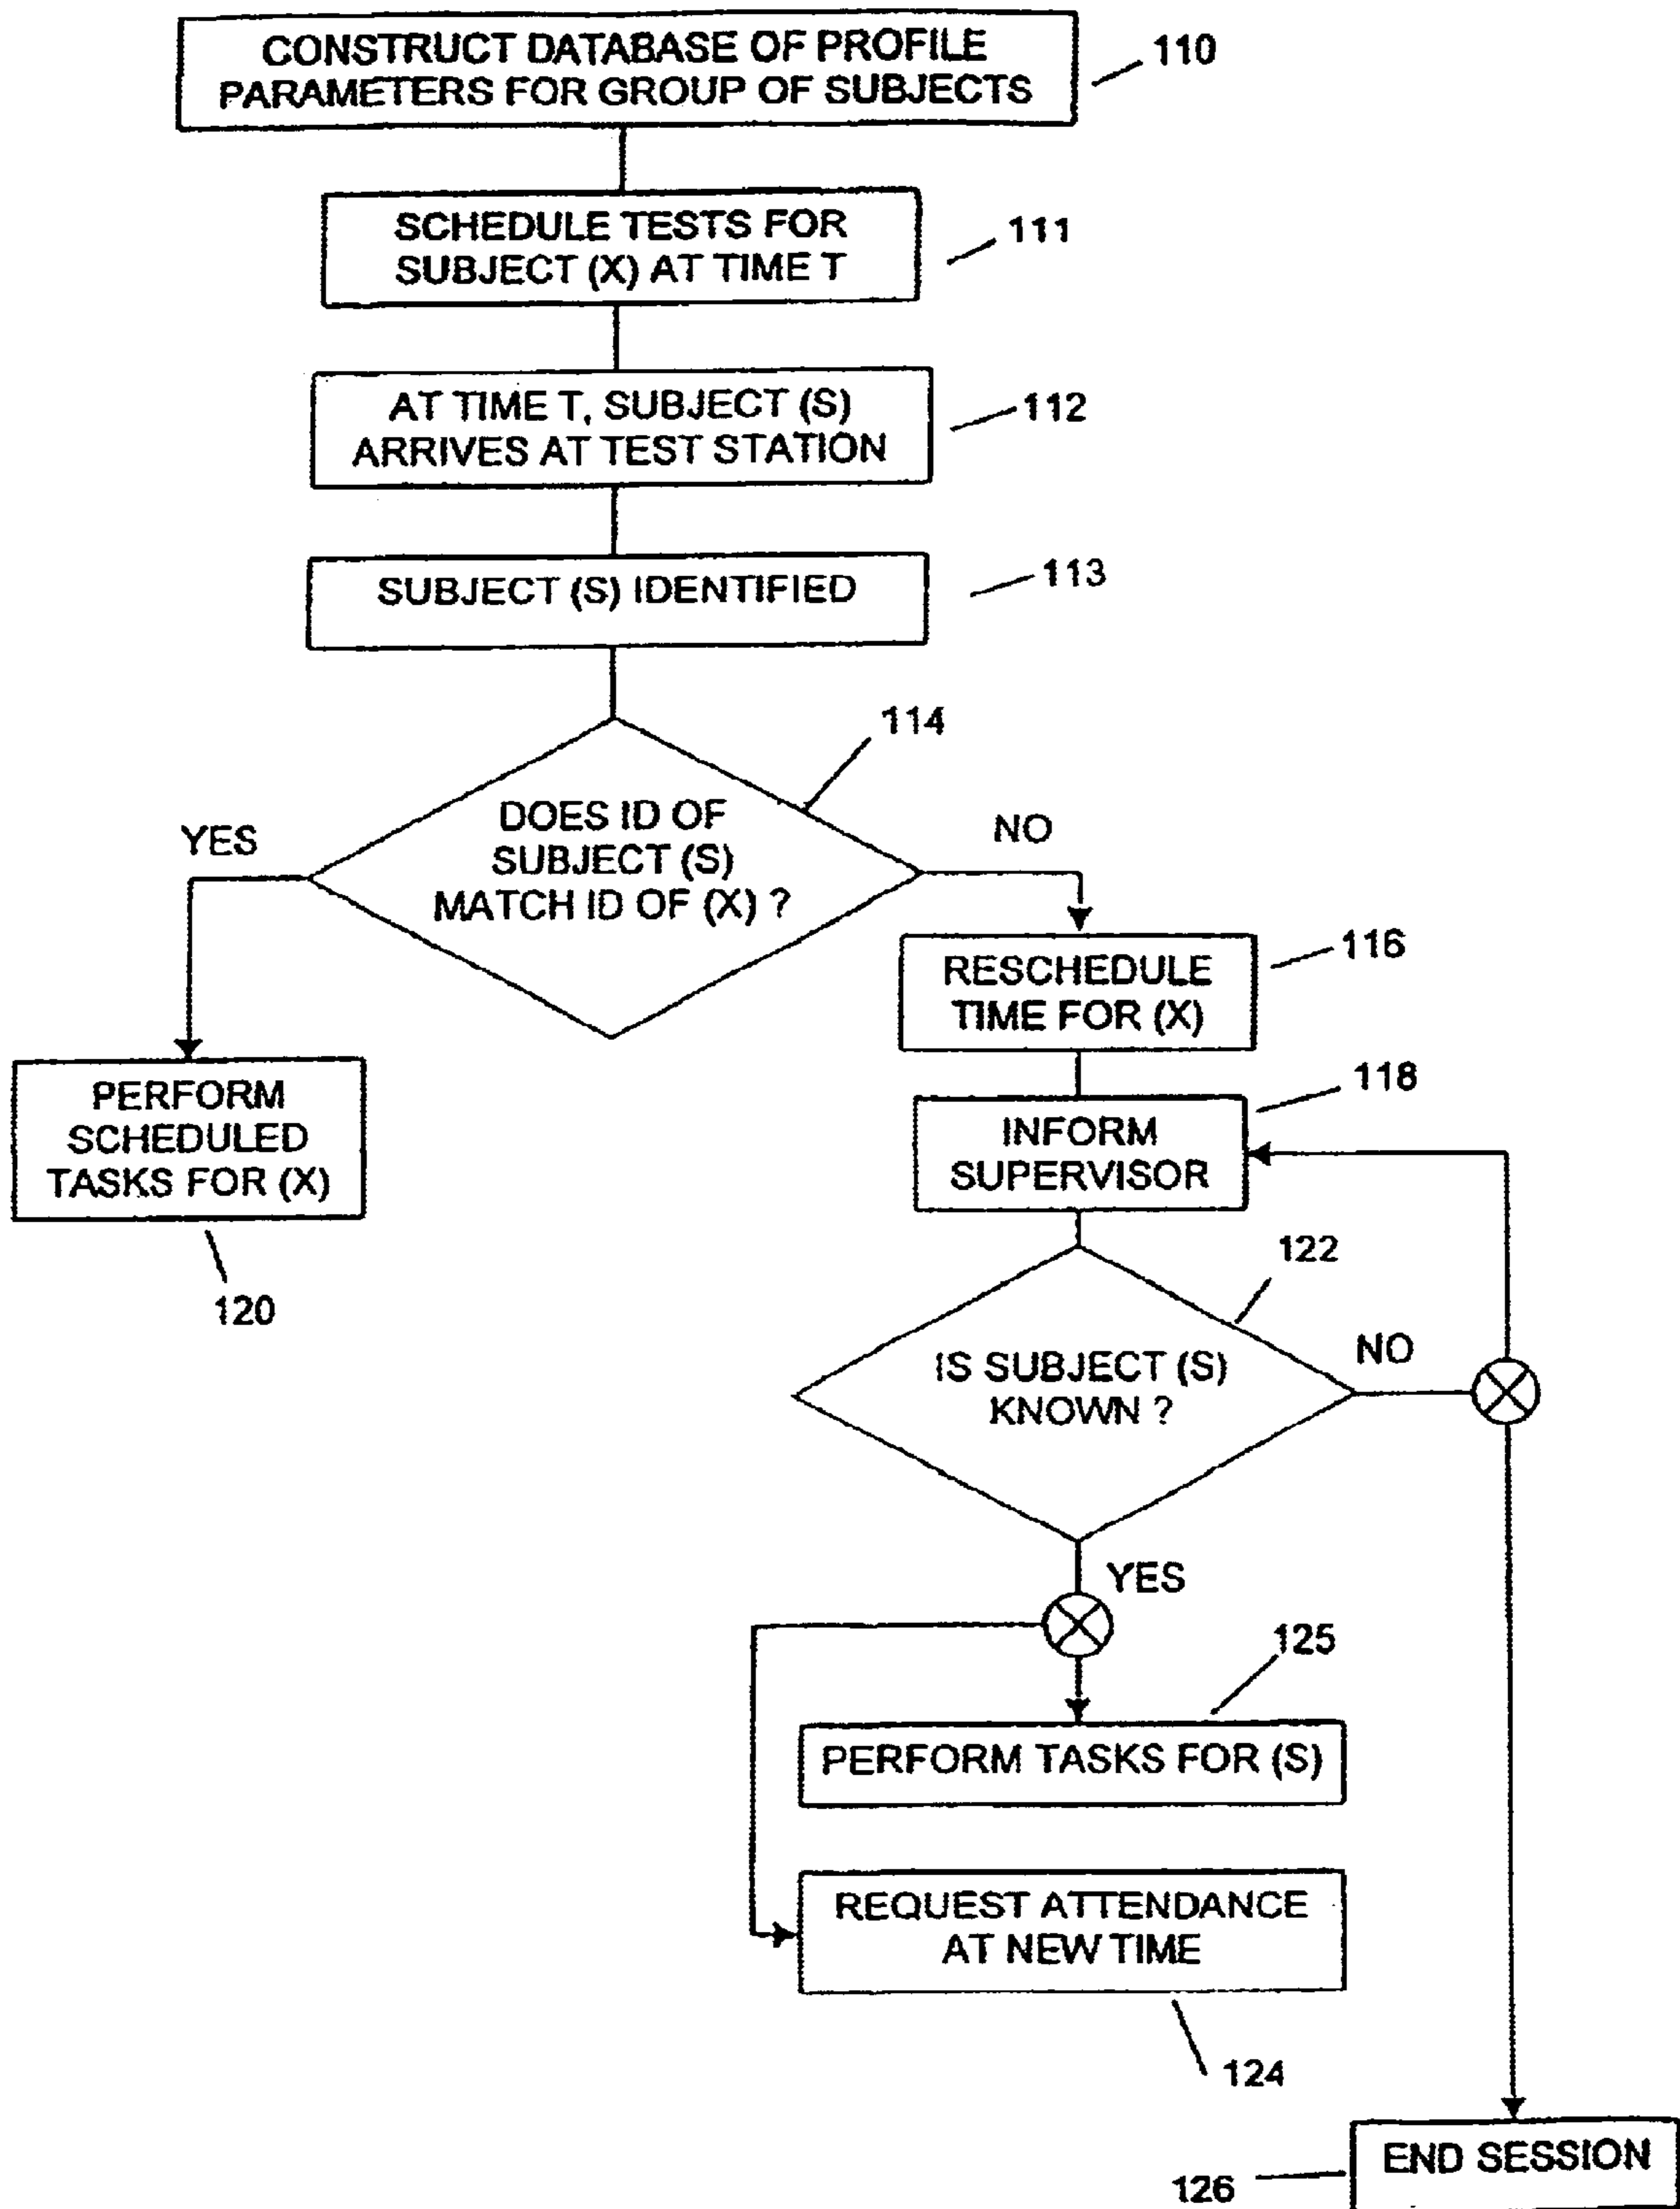 CONSTRUCT DATABASE OF PROFILE
PARAMETERS FOR GROUP OF SUBJECTS
110
SCHEDULE TESTS FOR
SUBJECT (X) AT TIME T
111
AT TIME T, SUBJECT (S)
ARRIVES AT TEST STATION
112
SUBJECT (S) IDENTIFIED
113
114
DOES ID OF
SUBJECT (S)
MATCH ID OF (X) ?
YES
NO
RESCHEDULE
TIME FOR (X)
116
PERFORM
SCHEDULED
TASKS FOR (X)
120
INFORM
SUPERVISOR
118
122
IS SUBJECT (S)
KNOWN ?
NO
YES
125
PERFORM TASKS FOR (S)
REQUEST ATTENDANCE
AT NEW TIME
124
END SESSION
126